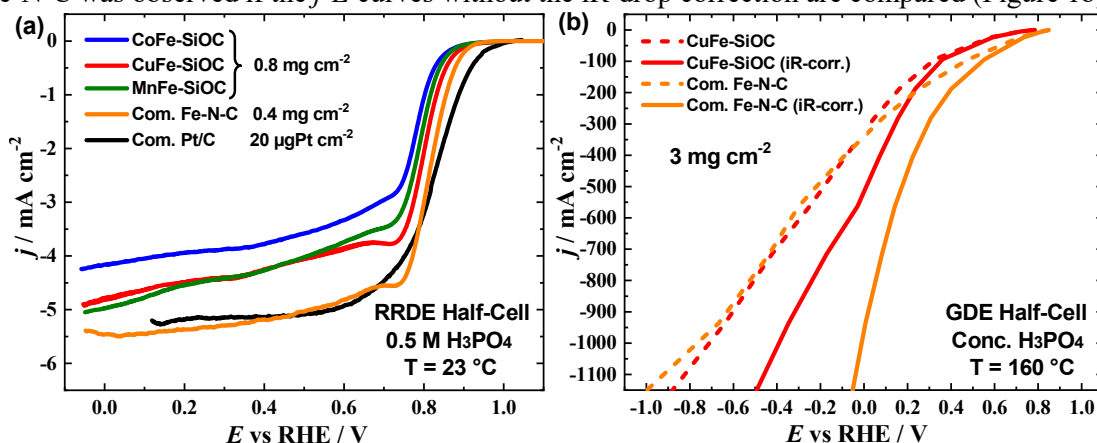 e-N-C was observed if the j-E curves without the iR-drop correction are compared (Figure 1b)
(a)
CoFe-SiOC
CuFe-SiOC
MnFe-SiOC
0.8 mg cm-2
Com. Fe-N-C 0.4 mg cm-2
Com. Pt/C 20 µgPt cm-2
RRDE Half-Cell
0.5 M H3PO4
T = 23 °C
j / mA cm-2
0
-1
-2
-3
-4
-5
-6
0.0 0.2 0.4 0.6 0.8 1.0
E vs RHE / V
(b)
CuFe-SiOC
CuFe-SiOC (iR-corr.)
Com. Fe-N-C
Com. Fe-N-C (iR-corr.)
3 mg cm-2
GDE Half-Cell
Conc. H3PO4
T = 160 °C
j / mA cm-2
0
-100
-200
-300
-400
-500
-600
-700
-800
-900
-1000
-1100
-1.0 -0.8 -0.6 -0.4 -0.2 0.0 0.2 0.4 0.6 0.8 1.0
E vs RHE / V